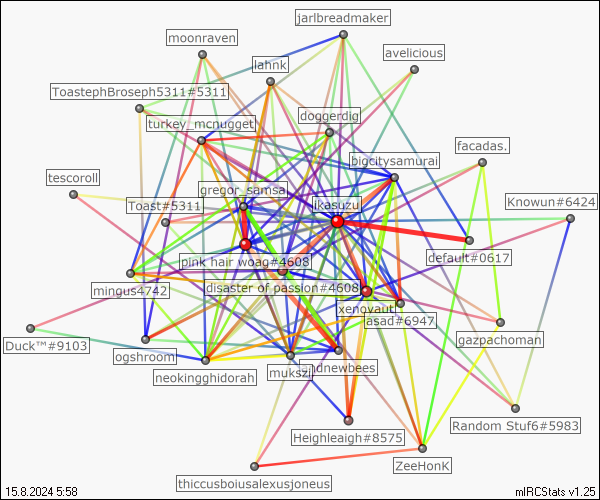 jarlbreadmaker
moonraven
avelicious
lahnk
ToastephBroseph5311#5311
doggerdig
turkey_mcnugget
facadas.
bigcitysamurai
tescoroll
gregor_samsa
ikasuzu
Knowun#6424
Toast#5311
default#0617
pink hair woag#4608
disaster of passion#4608
mingus4742
xenovaut
asad#6947
gazpachoman
Duck™#9103
ogshroom
andnewbees
mukszi
neokingghidorah
Random Stuf6#5983
Heighleaigh#8575
ZeeHonK
thiccusboiusalexusjoneus
15.8.2024 5:58
mIRCStats v1.25